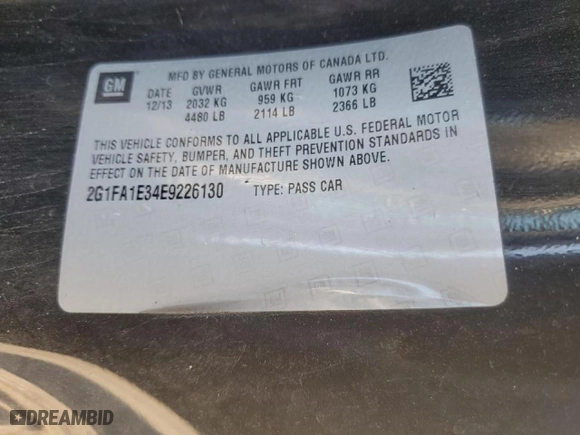 GM
MFD BY GENERAL MOTORS OF CANADA LTD.
DATE GVWR GAWR FRT GAWR RR
12/13 2032 KG 959 KG 1073 KG
4480 LB 2114 LB 2366 LB
THIS VEHICLE CONFORMS TO ALL APPLICABLE U.S. FEDERAL MOTOR
VEHICLE SAFETY, BUMPER, AND THEFT PREVENTION STANDARDS IN
EFFECT ON THE DATE OF MANUFACTURE SHOWN ABOVE.
2G1FA1E34E9226130 TYPE: PASS CAR
DREAMBID